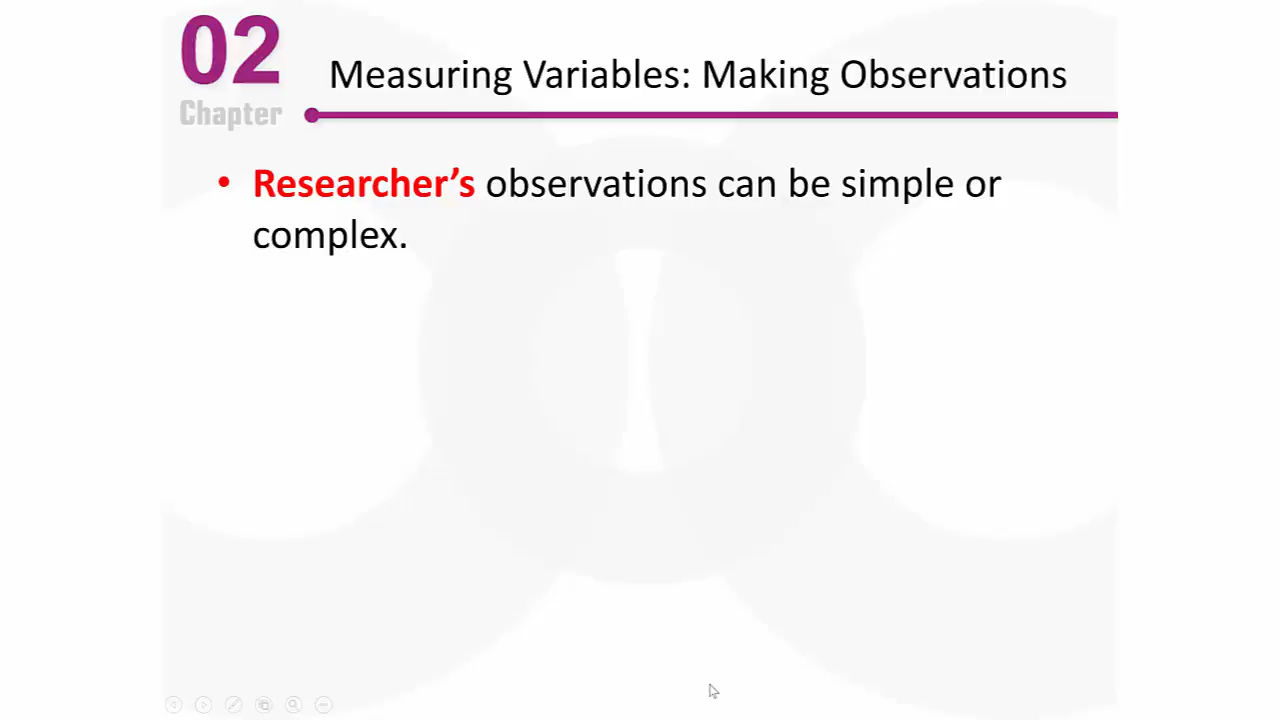 02
Chapter
Measuring Variables: Making Observations
• Researcher’s observations can be simple or
complex.